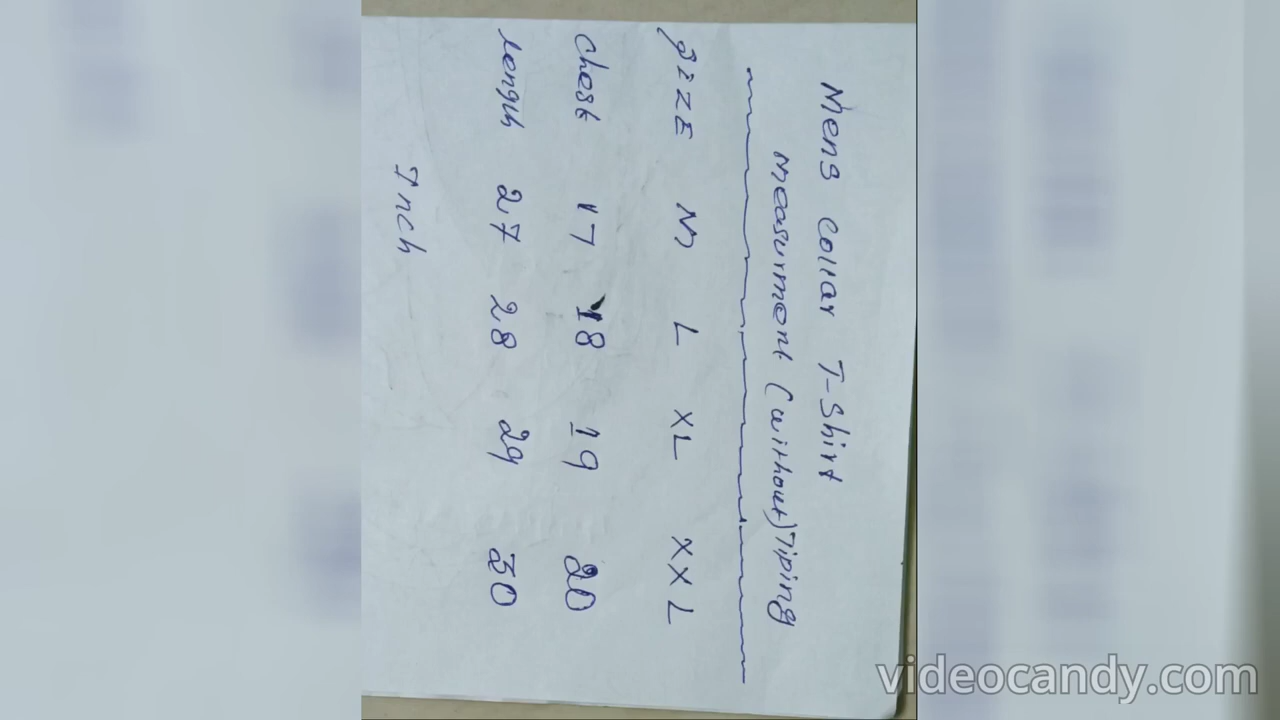 Mens collar T-Shirt
Measurment (without) Tiping
SIZE M L XL XXL
Chest 17 18 19 20
Length 27 28 29 30
Inch
videocandy.com